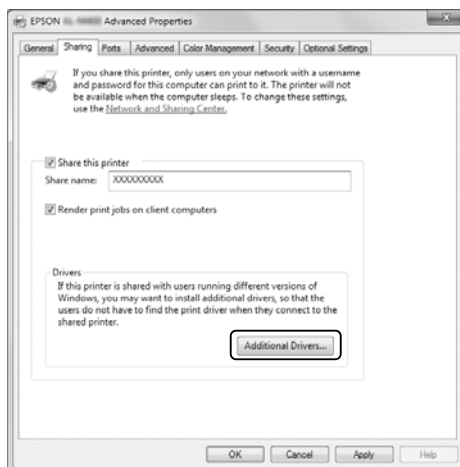 EPSON Advanced Properties
General Sharing Ports Advanced Color Management Security Optional Settings
If you share this printer, only users on your network with a username
and password for this computer can print to it. The printer will not
be available when the computer sleeps. To change these settings,
use the Network and Sharing Center.
Share this printer
Share name: XXXXXXXXX
Render print jobs on client computers
Drivers
If this printer is shared with users running different versions of
Windows, you may want to install additional drivers, so that the
users do not have to find the print driver when they connect to the
shared printer.
Additional Drivers...
OK Cancel Apply Help